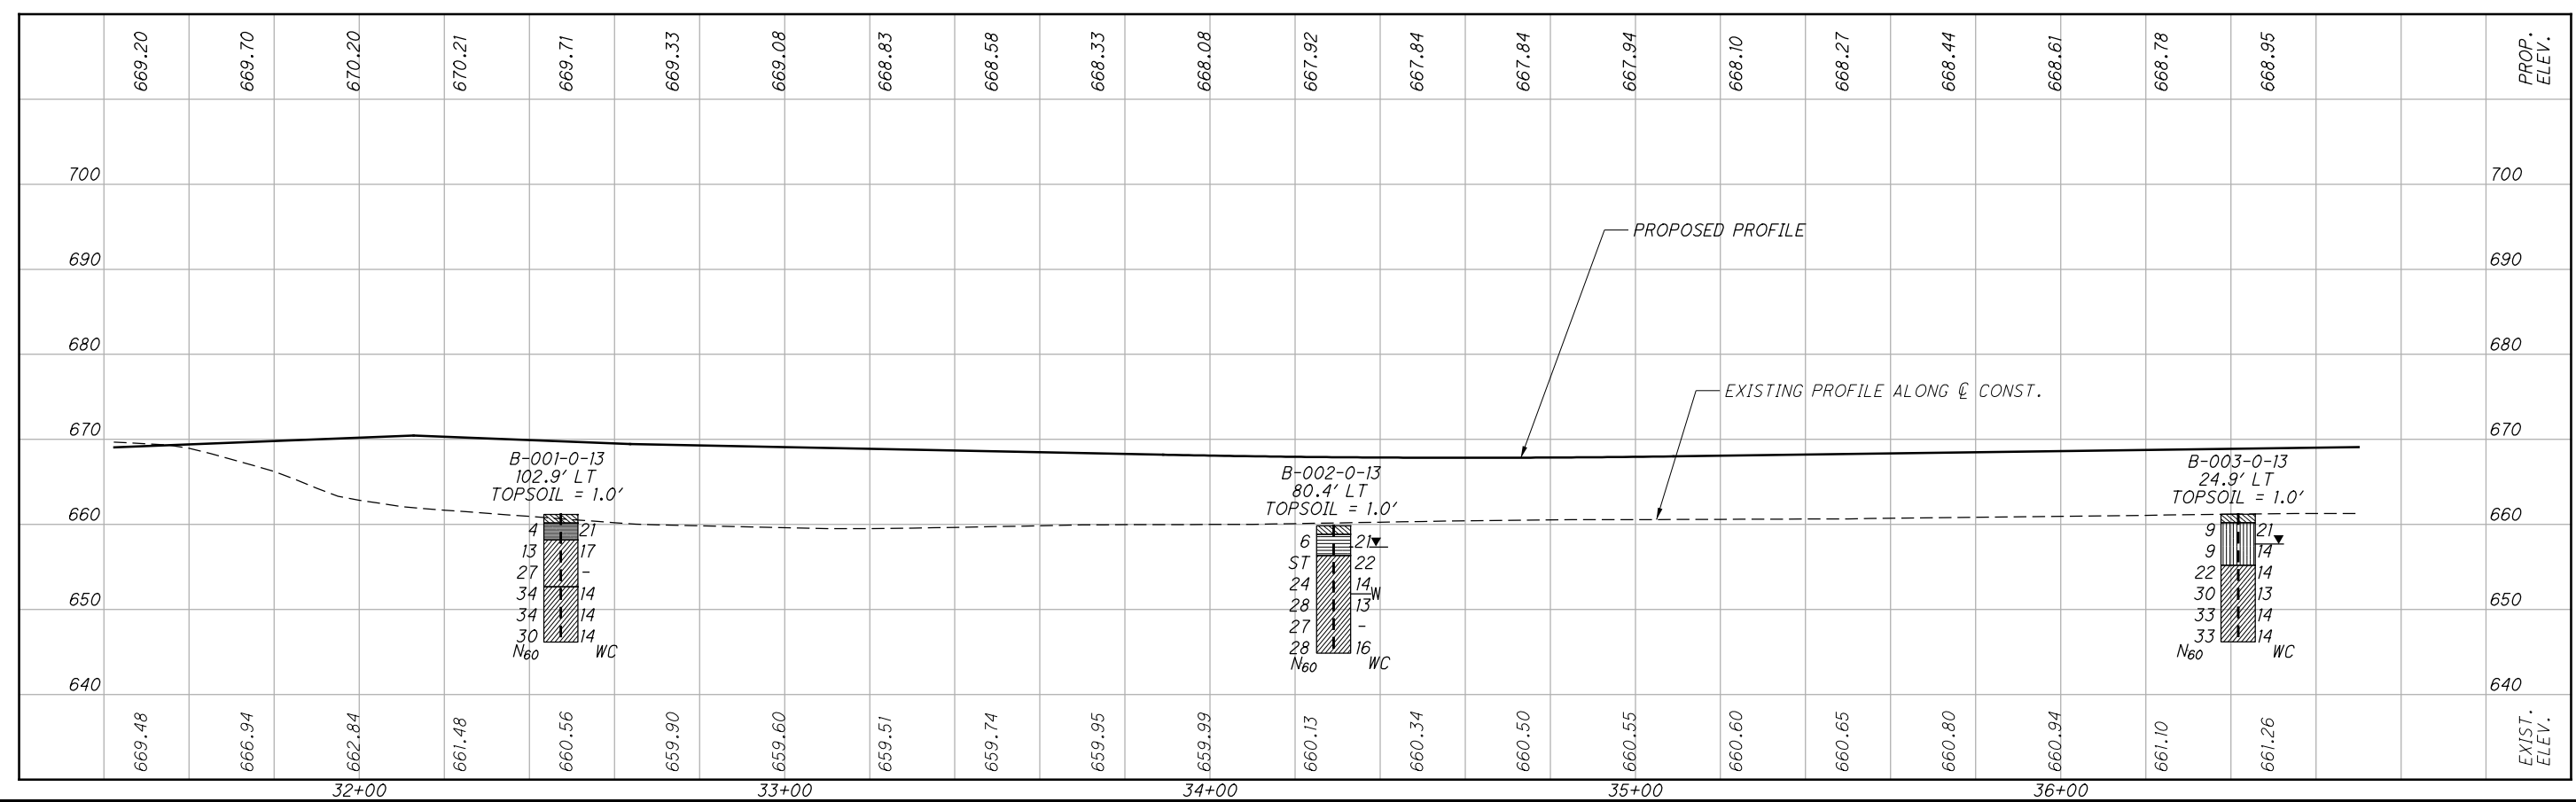 669.20 669.70 670.20 670.21 669.71 669.33 669.08 668.83 668.58 668.33 668.08 667.92 667.84 667.84 667.94 668.10 668.27 668.44 668.61 668.78 668.95 PROP. ELEV.
700 700
PROPOSED PROFILE
690 690
680 680
EXISTING PROFILE ALONG ℄ CONST.
670 670
B-001-0-13
102.9' LT
TOPSOIL = 1.0'
4 21
13 17
27 -
34 14
34 14
30 14
N60 WC
B-002-0-13
80.4' LT
TOPSOIL = 1.0'
6 21
ST 22
24 14
W
28 13
27 -
28 16
N60 WC
B-003-0-13
24.9' LT
TOPSOIL = 1.0'
9 21
9 14
22 14
30 13
33 14
33 14
N60 WC
660 660
650 650
640 640
669.48 666.94 662.84 661.48 660.56 659.90 659.60 659.51 659.74 659.95 659.99 660.13 660.34 660.50 660.55 660.60 660.65 660.80 660.94 661.10 661.26 EXIST. ELEV.
32+00 33+00 34+00 35+00 36+00